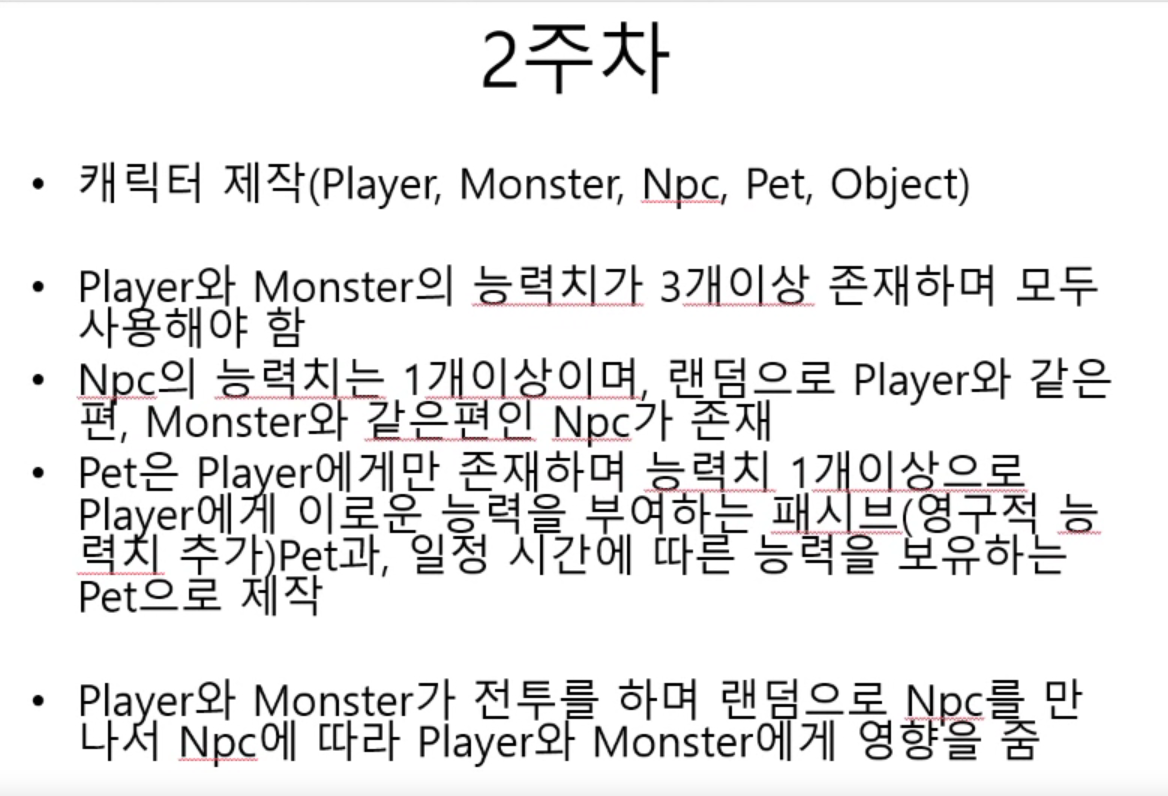 2주차
• 캐릭터 제작(Player, Monster, Npc, Pet, Object)
• Player와 Monster의 능력치가 3개이상 존재하며 모두
사용해야 함
• Npc의 능력치는 1개이상이며, 랜덤으로 Player와 같은
편, Monster와 같은편인 Npc가 존재
• Pet은 Player에게만 존재하며 능력치 1개이상으로
Player에게 이로운 능력을 부여하는 패시브(영구적 능
력치 추가)Pet과, 일정 시간에 따른 능력을 보유하는
Pet으로 제작
• Player와 Monster가 전투를 하며 랜덤으로 Npc를 만
나서 Npc에 따라 Player와 Monster에게 영향을 줌